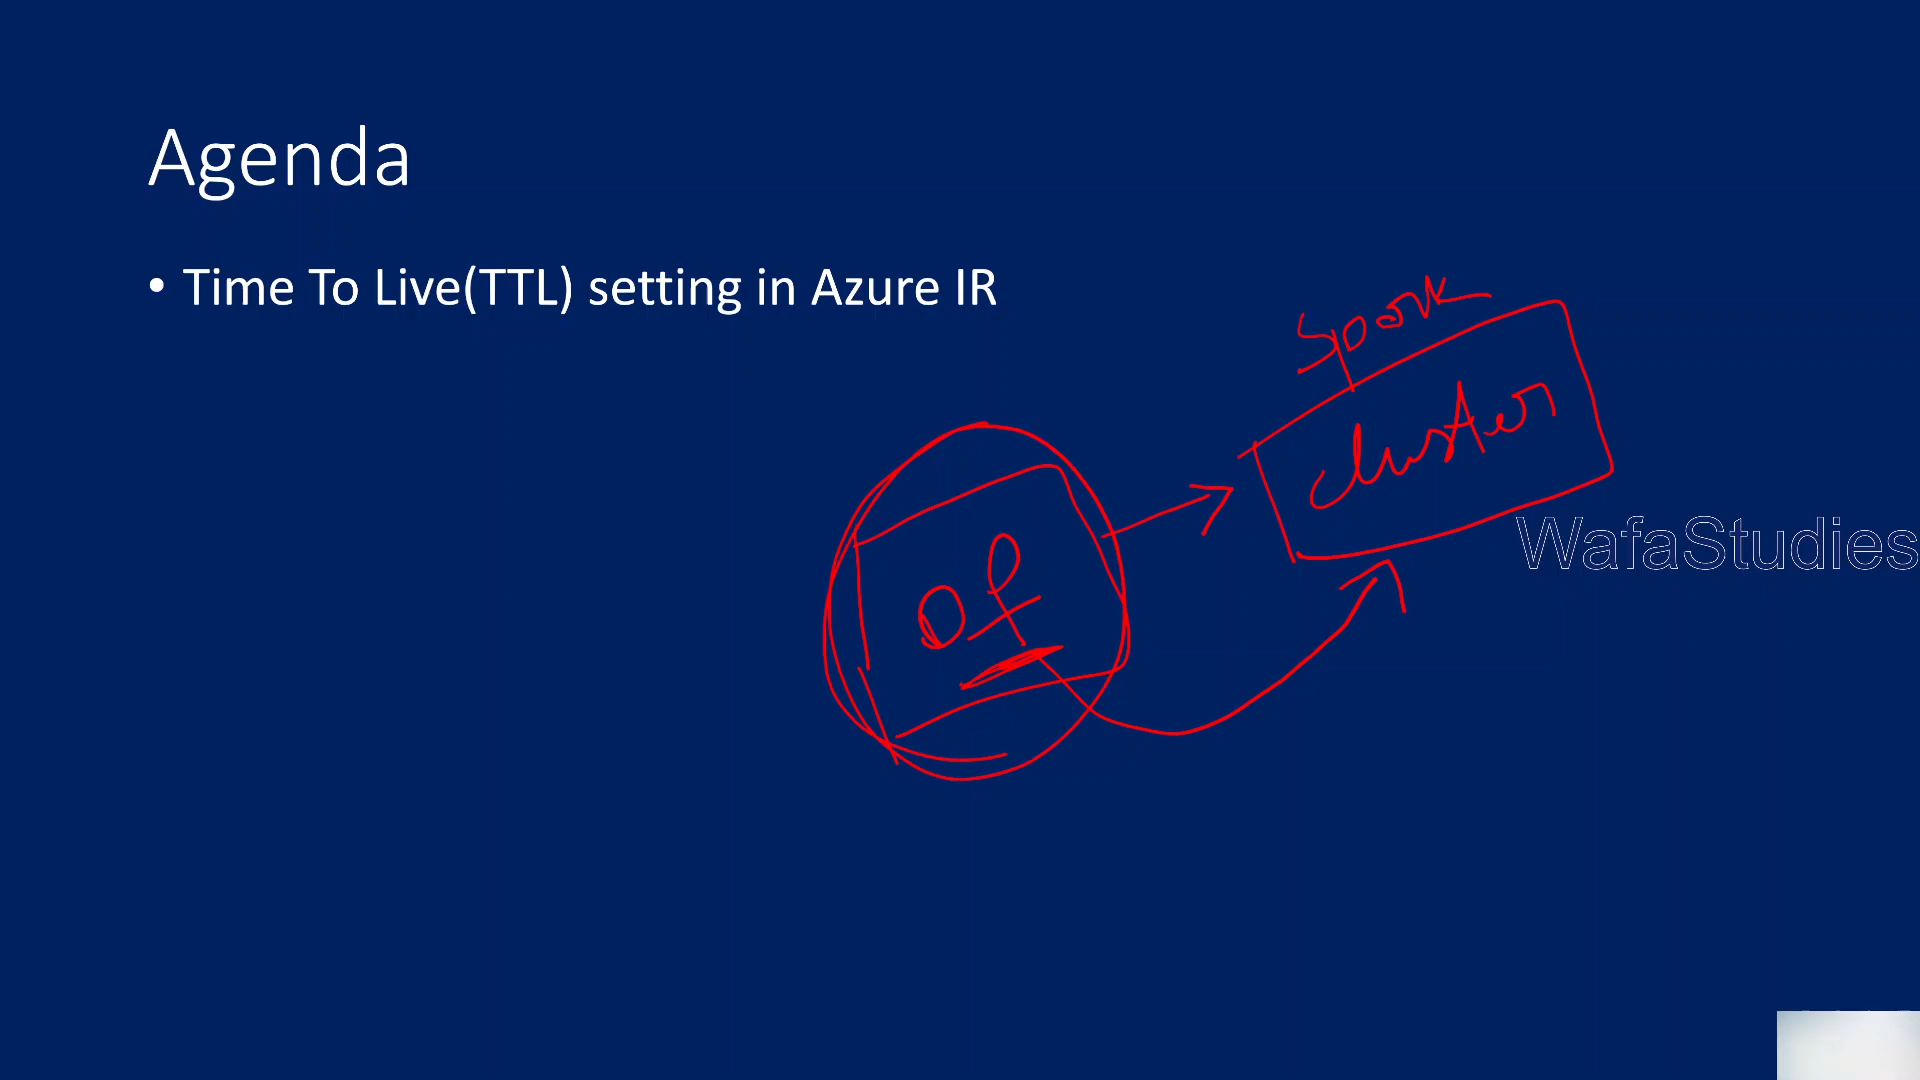 Agenda
• Time To Live(TTL) setting in Azure IR
Spark
cluster
Df
WafaStudies